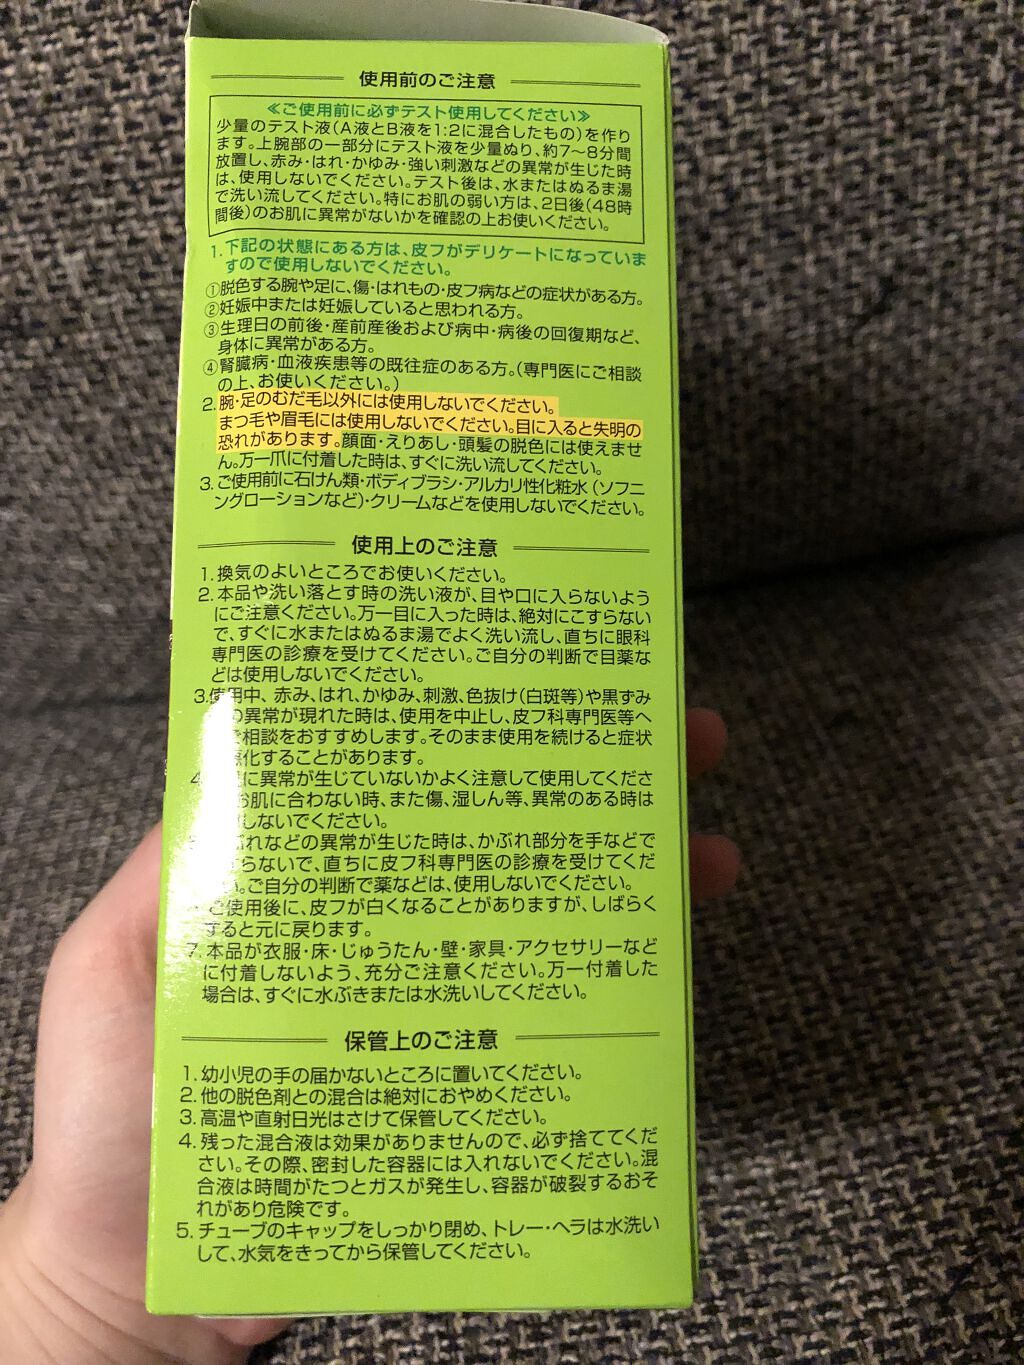 使用前のご注意
≪ご使用前に必ずテスト使用してください≫
少量のテスト液(A液とB液を1:2に混合したもの)を作り
ます。上腕部の一部分にテスト液を少量ぬり、約7〜8分間
放置し、赤み・はれ・かゆみ・強い刺激などの異常が生じた時
は、使用しないでください。テスト後は、水またはぬるま湯
で洗い流してください。特にお肌の弱い方は、2日後(48時
間後)のお肌に異常がないかを確認の上お使いください。
1.下記の状態にある方は、皮フがデリケートになっていま
すので使用しないでください。
①脱色する腕や足に、傷・はれもの・皮フ病などの症状がある方。
②妊娠中または妊娠していると思われる方。
③生理日の前後・産前産後および病中・病後の回復期など、
身体に異常がある方。
④腎臓病・血液疾患等の既往症のある方。(専門医にご相談
の上、お使いください。)
2.腕・足のむだ毛以外には使用しないでください。
まつ毛や眉毛には使用しないでください。目に入ると失明の
恐れがあります。顔面・えりあし・頭髪の脱色には使えませ
ん。万一爪に付着した時は、すぐに洗い流してください。
3.ご使用前に石けん類・ボディブラシ・アルカリ性化粧水(ソフニ
ングローションなど)・クリームなどを使用しないでください。
使用上のご注意
1.換気のよいところでお使いください。
2.本品や洗い落とす時の洗い液が、目や口に入らないよう
にご注意ください。万一目に入った時は、絶対にこすらない
で、すぐに水またはぬるま湯でよく洗い流し、直ちに眼科
専門医の診療を受けてください。ご自分の判断で目薬な
どは使用しないでください。
3.使用中、赤み、はれ、かゆみ、刺激、色抜け(白斑等)や黒ずみ
の異常が現れた時は、使用を中止し、皮フ科専門医等へ
相談をおすすめします。そのまま使用を続けると症状
悪化することがあります。
4 に異常が生じていないかよく注意して使用してくださ
お肌に合わない時、また傷、湿しん等、異常のある時は
しないでください。
れなどの異常が生じた時は、かぶれ部分を手などで
らないで、直ちに皮フ科専門医の診療を受けてくだ
い。ご自分の判断で薬などは、使用しないでください。
ご使用後に、皮フが白くなることがありますが、しばらく
すると元に戻ります。
7.本品が衣服・床・じゅうたん・壁・家具・アクセサリーなど
に付着しないよう、充分ご注意ください。万一付着した
場合は、すぐに水ぶきまたは水洗いしてください。
保管上のご注意
1.幼小児の手の届かないところに置いてください。
2.他の脱色剤との混合は絶対におやめください。
3.高温や直射日光はさけて保管してください。
4.残った混合液は効果がありませんので、必ず捨ててくだ
さい。その際、密封した容器には入れないでください。混
合液は時間がたつとガスが発生し、容器が破裂するおそ
れがあり危険です。
5.チューブのキャップをしっかり閉め、トレー・ヘラは水洗い
して、水気をきってから保管してください。